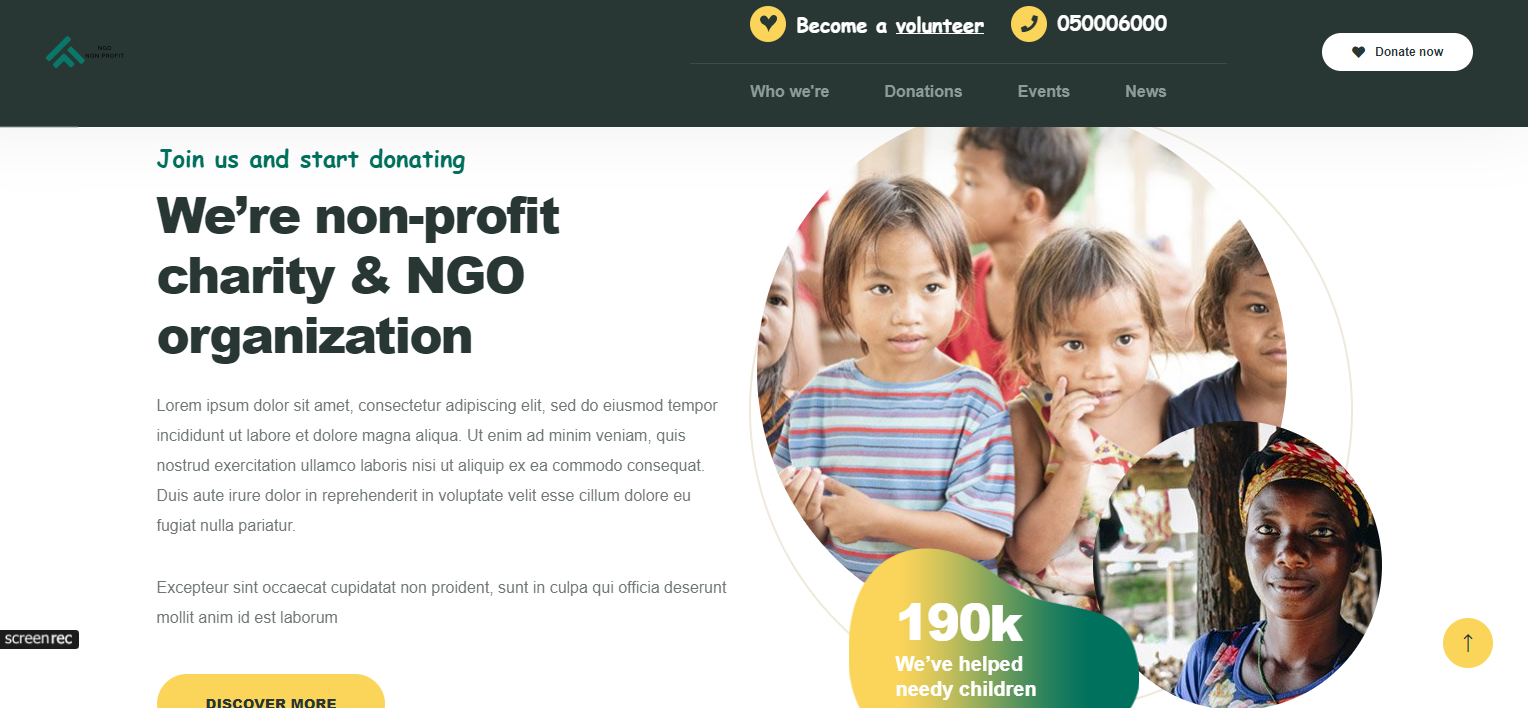 NGO
NON PROFIT
Become a volunteer
050006000
Donate now
Who we're
Donations
Events
News
Join us and start donating
We’re non-profit
charity & NGO
organization
Lorem ipsum dolor sit amet, consectetur adipiscing elit, sed do eiusmod tempor
incididunt ut labore et dolore magna aliqua. Ut enim ad minim veniam, quis
nostrud exercitation ullamco laboris nisi ut aliquip ex ea commodo consequat.
Duis aute irure dolor in reprehenderit in voluptate velit esse cillum dolore eu
fugiat nulla pariatur.
Excepteur sint occaecat cupidatat non proident, sunt in culpa qui officia deserunt
mollit anim id est laborum
DISCOVER MORE
190k
We’ve helped
needy children
screenrec